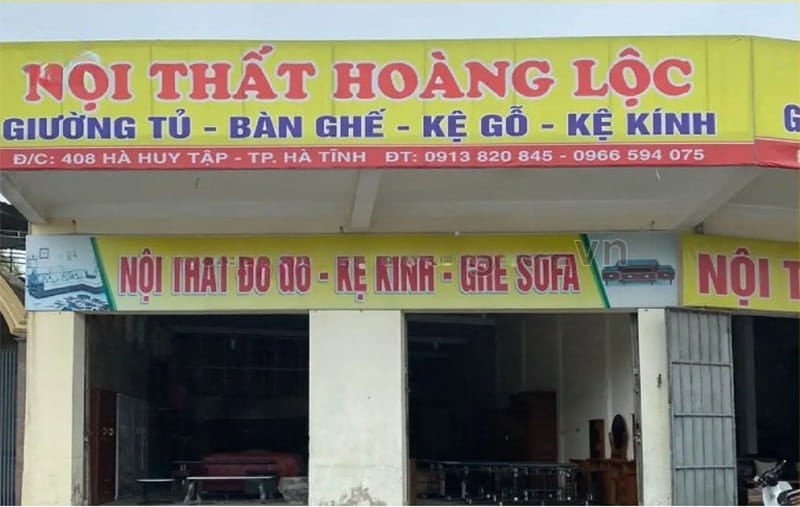 NỘI THẤT HOÀNG LỘC
GIƯỜNG TỦ - BÀN GHẾ - KỆ GỖ - KỆ KÍNH
G
Đ/C: 408 HÀ HUY TẬP - TP. HÀ TĨNH ĐT: 0913 820 845 - 0966 594 075
.vn
NỘI THẤT ĐỒ GỖ - KỆ KÍNH - GHẾ SOFA
NỘI T